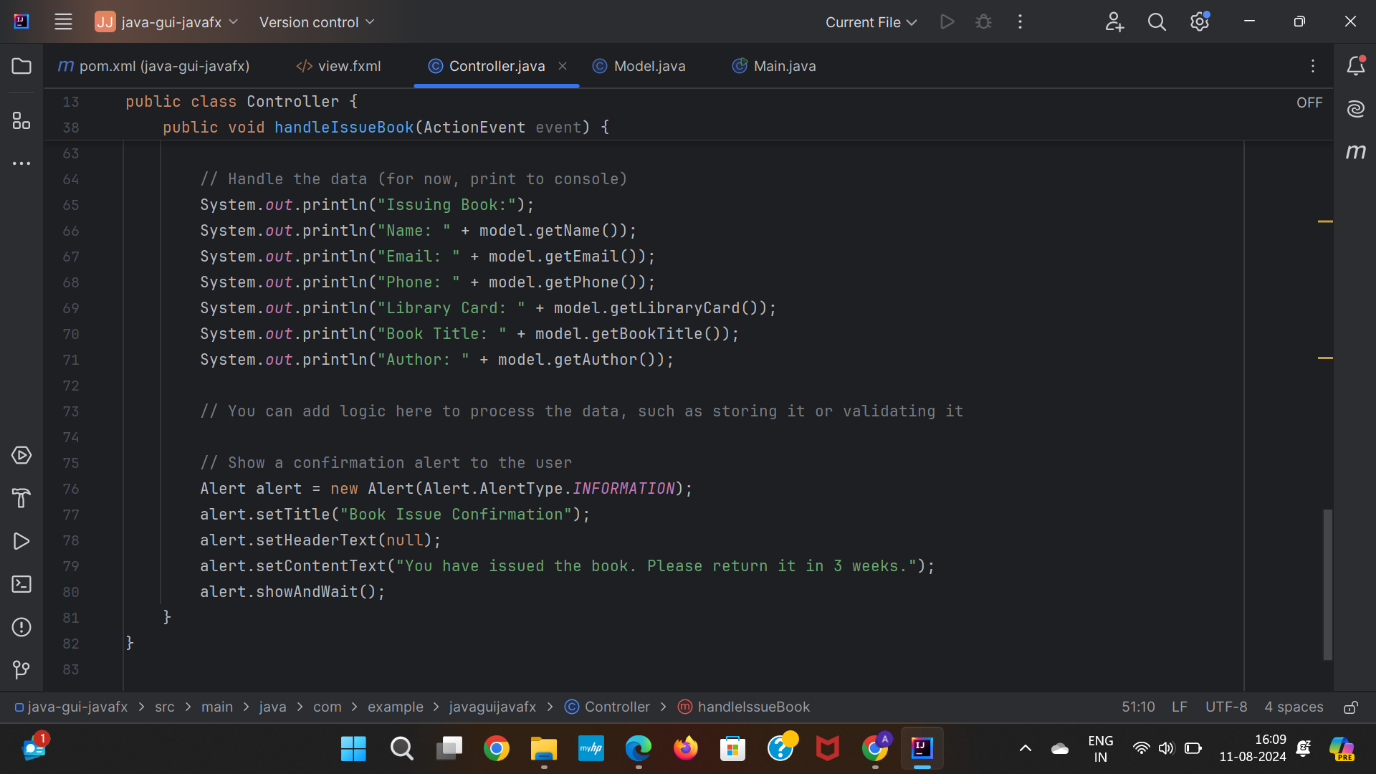 JJ java-gui-javafx Version control Current File
m pom.xml (java-gui-javafx) </> view.fxml C Controller.java C Model.java C Main.java
13 public class Controller { OFF
38 public void handleIssueBook(ActionEvent event) { m
63
64 // Handle the data (for now, print to console)
65 System.out.println("Issuing Book:");
66 System.out.println("Name: " + model.getName());
67 System.out.println("Email: " + model.getEmail());
68 System.out.println("Phone: " + model.getPhone());
69 System.out.println("Library Card: " + model.getLibraryCard());
70 System.out.println("Book Title: " + model.getBookTitle());
71 System.out.println("Author: " + model.getAuthor());
72
73 // You can add logic here to process the data, such as storing it or validating it
74
75 // Show a confirmation alert to the user
76 Alert alert = new Alert(Alert.AlertType.INFORMATION);
77 alert.setTitle("Book Issue Confirmation");
78 alert.setHeaderText(null);
79 alert.setContentText("You have issued the book. Please return it in 3 weeks.");
80 alert.showAndWait();
81 }
82 }
83
java-gui-javafx > src > main > java > com > example > javaguijavafx > C Controller > m handleIssueBook 51:10 LF UTF-8 4 spaces
1 myhp ? A IJ ENG IN 16:09 11-08-2024 PRE